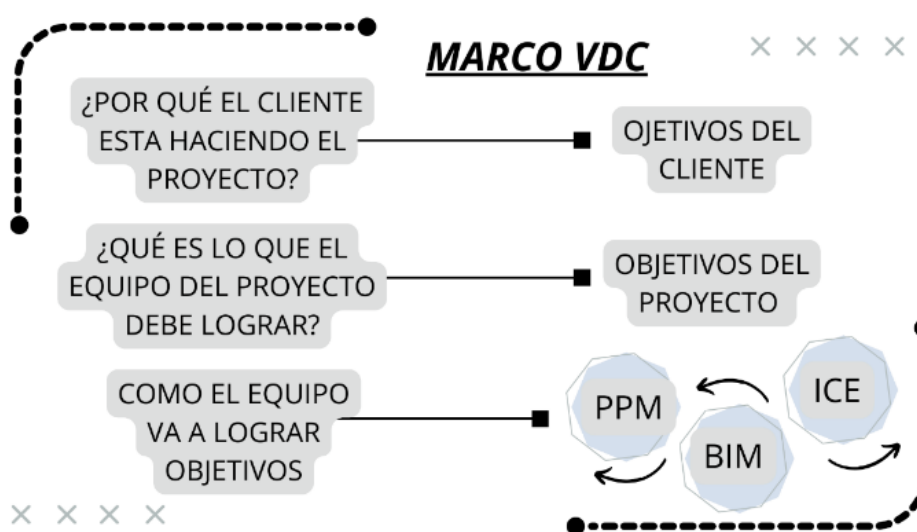 MARCO VDC
¿POR QUÉ EL CLIENTE
ESTA HACIENDO EL
PROYECTO?
OJETIVOS DEL
CLIENTE
¿QUÉ ES LO QUE EL
EQUIPO DEL PROYECTO
DEBE LOGRAR?
OBJETIVOS DEL
PROYECTO
COMO EL EQUIPO
VA A LOGRAR
OBJETIVOS
PPM
BIM
ICE